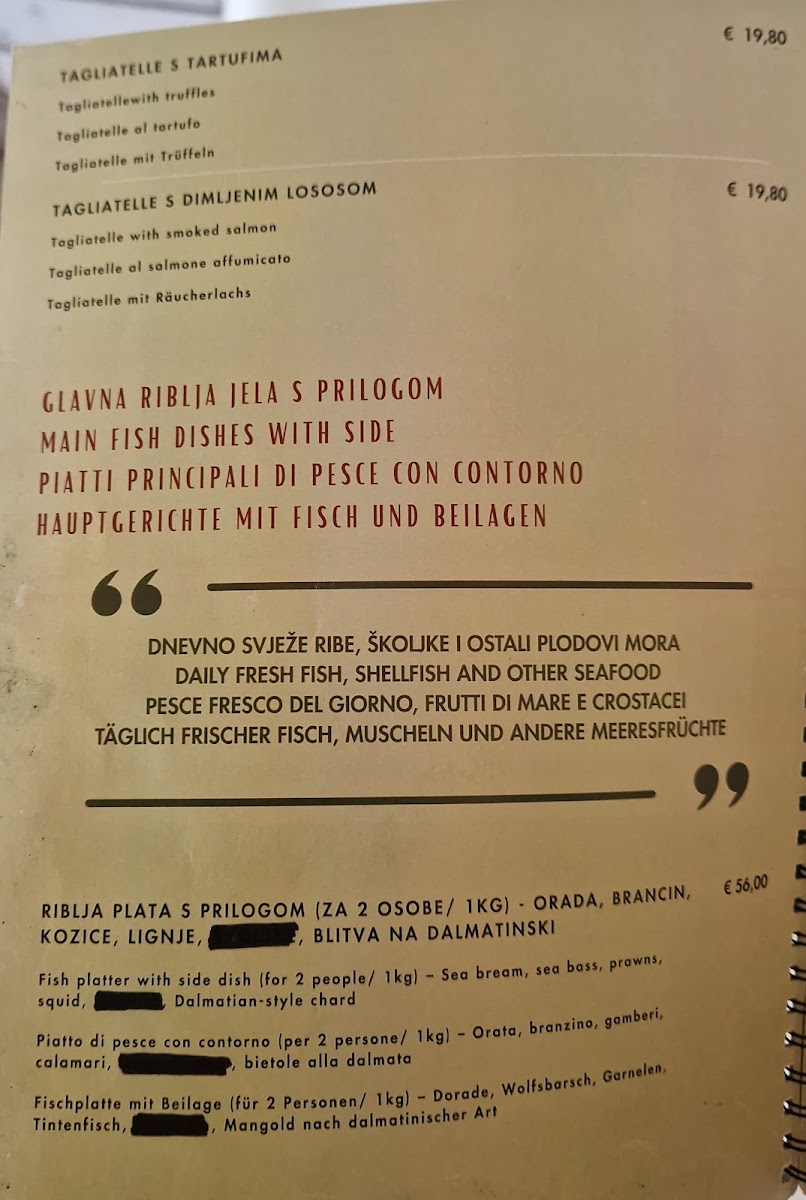 TAGLIATELLE S TARTUFIMA € 19,80
Tagliatellewith truffles
Tagliatelle al tartufo
Tagliatelle mit Trüffeln
TAGLIATELLE S DIMLJENIM LOSOSOM € 19,80
Tagliatelle with smoked salmon
Tagliatelle al salmone affumicato
Tagliatelle mit Räucherlachs
GLAVNA RIBLJA JELA S PRILOGOM
MAIN FISH DISHES WITH SIDE
PIATTI PRINCIPALI DI PESCE CON CONTORNO
HAUPTGERICHTE MIT FISCH UND BEILAGEN
“
DNEVNO SVJEŽE RIBE, ŠKOLJKE I OSTALI PLODOVI MORA
DAILY FRESH FISH, SHELLFISH AND OTHER SEAFOOD
PESCE FRESCO DEL GIORNO, FRUTTI DI MARE E CROSTACEI
TÄGLICH FRISCHER FISCH, MUSCHELN UND ANDERE MEERESFRÜCHTE
”
RIBLJA PLATA S PRILOGOM (ZA 2 OSOBE/ 1KG) - ORADA, BRANCIN, € 56,00
KOZICE, LIGNJE, , BLITVA NA DALMATINSKI
Fish platter with side dish (for 2 people/ 1kg) – Sea bream, sea bass, prawns,
squid, , Dalmatian-style chard
Piatto di pesce con contorno (per 2 persone/ 1kg) – Orata, branzino, gamberi,
calamari, , bietole alla dalmata
Fischplatte mit Beilage (für 2 Personen/ 1kg) – Dorade, Wolfsbarsch, Garnelen,
Tintenfisch, , Mangold nach dalmatinischer Art